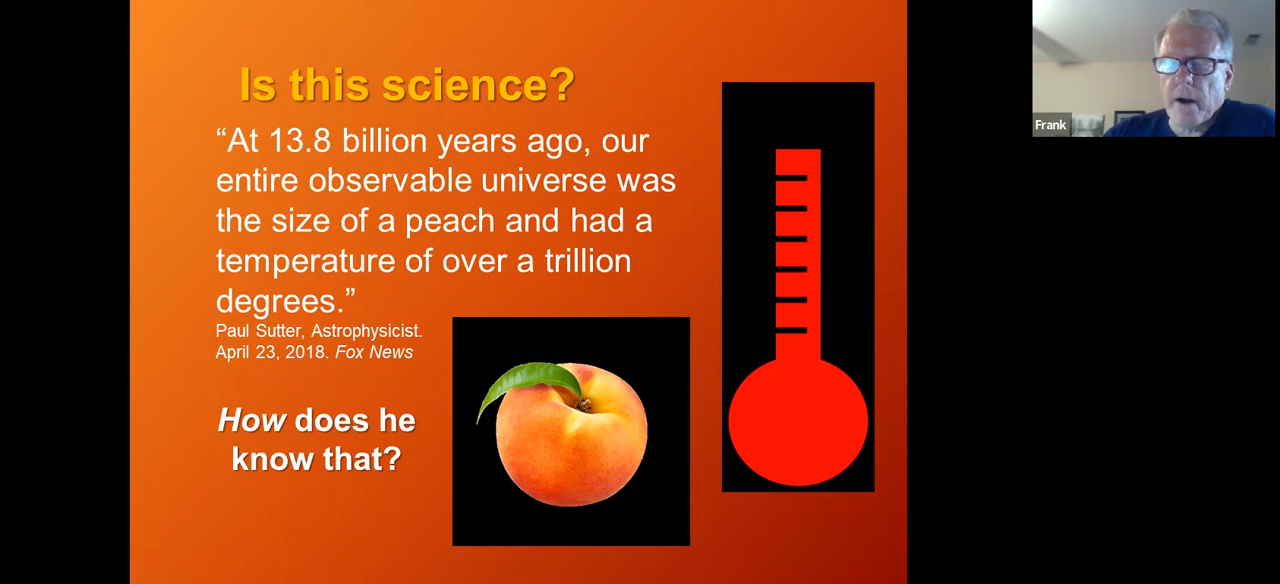 Is this science?
“At 13.8 billion years ago, our
entire observable universe was
the size of a peach and had a
temperature of over a trillion
degrees.”
Paul Sutter, Astrophysicist.
April 23, 2018. Fox News
How does he
know that?
Frank